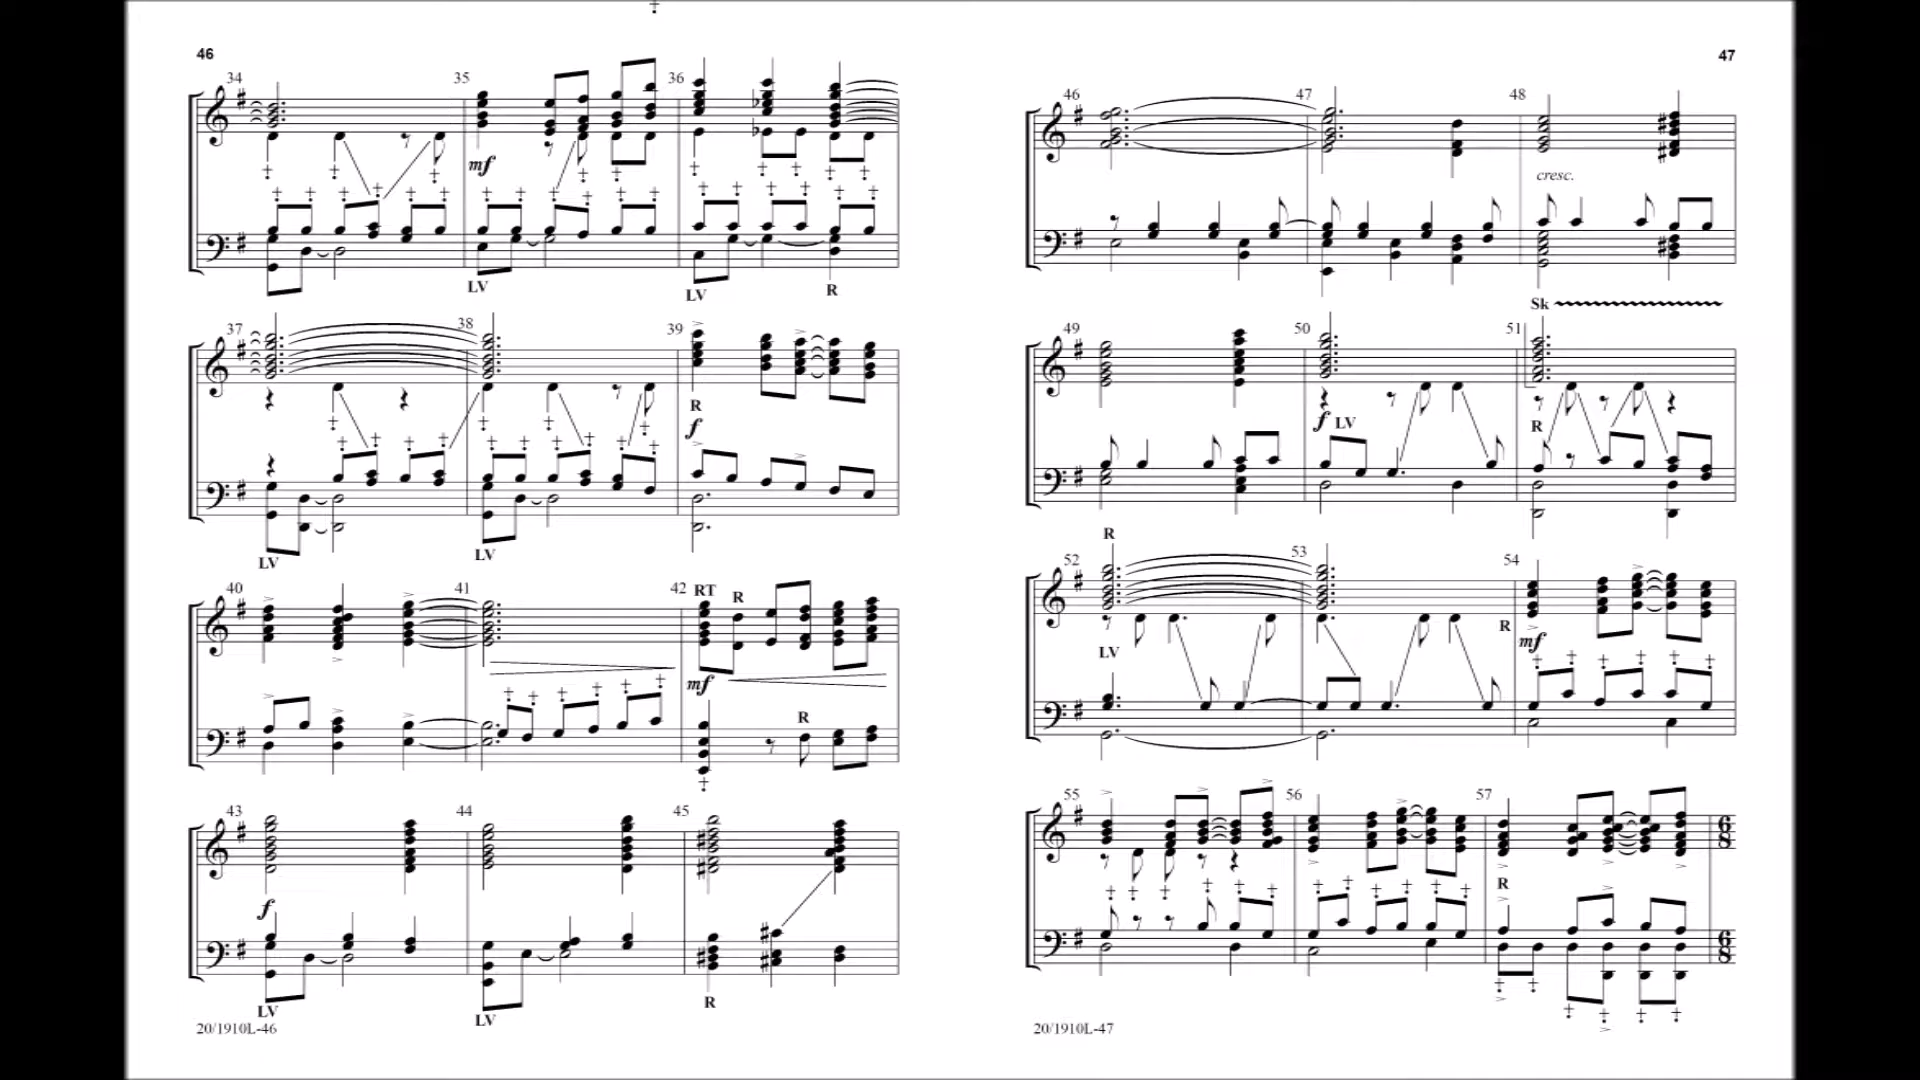 46
34 35 36
mf
LV LV R
37 38 39
R
f
LV LV
40 41 42
RT R
mf
R
43 44 45
f
LV LV R
20/1910L-46
47
46 47 48
cresc.
Sk
49 50 51
f LV R
R
52 53 54
R
LV mf
55 56 57
R
6 8
6 8
20/1910L-47